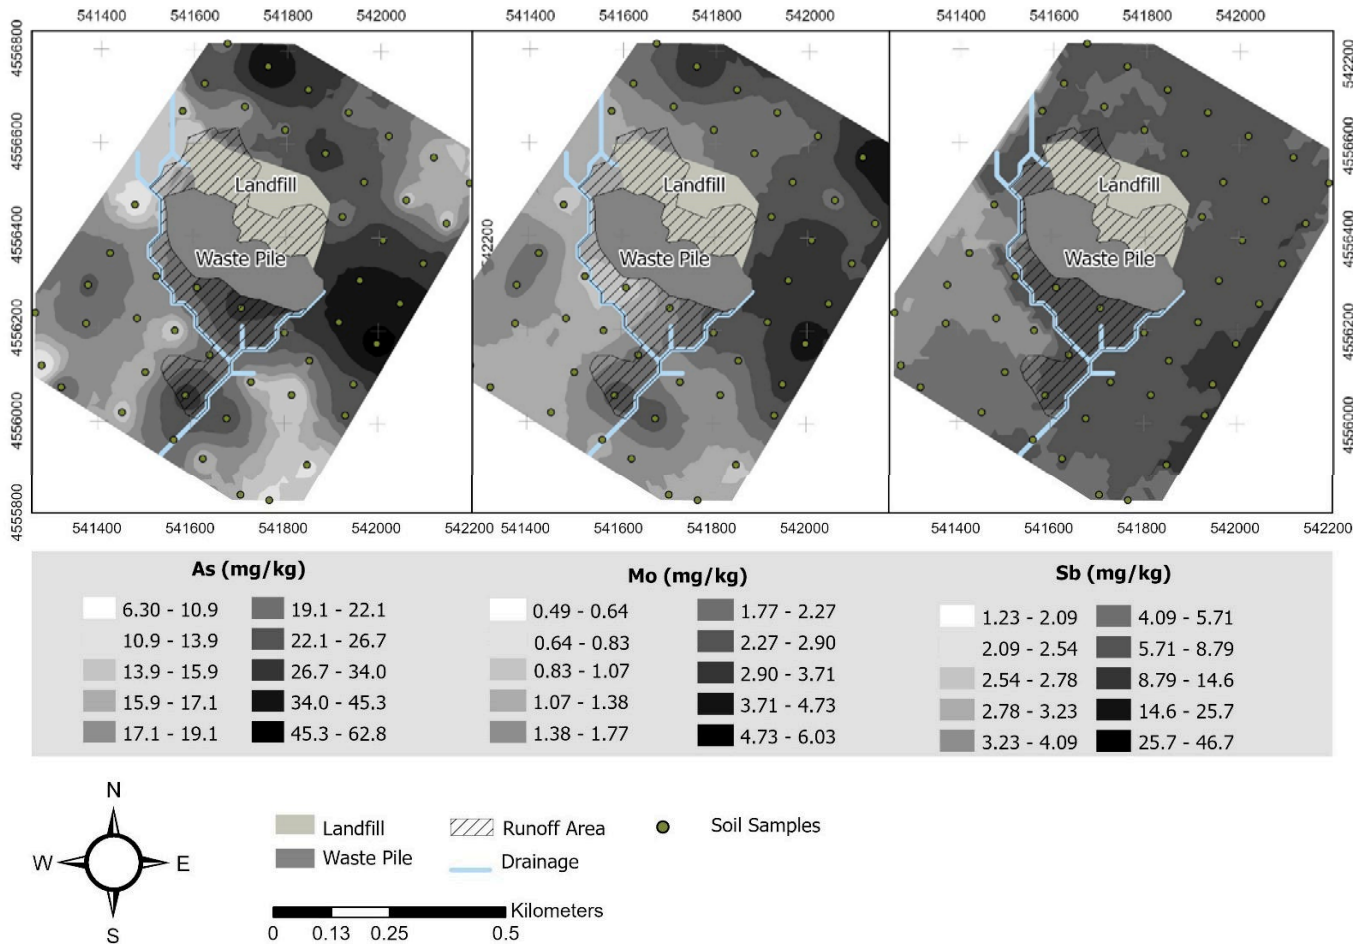 541400 541600 541800 542000 541400 541600 541800 542000 541400 541600 541800 542000
4556800
4556600
4556400
4556200
4556000
4555800
Landfill
Waste Pile
542200
Landfill
Waste Pile
Landfill
Waste Pile
542200
4556600
4556400
4556200
4556000
541400 541600 541800 542000 542200 541400 541600 541800 542000 541400 541600 541800 542000 542200
As (mg/kg)
6.30 - 10.9 19.1 - 22.1
10.9 - 13.9 22.1 - 26.7
13.9 - 15.9 26.7 - 34.0
15.9 - 17.1 34.0 - 45.3
17.1 - 19.1 45.3 - 62.8
Mo (mg/kg)
0.49 - 0.64 1.77 - 2.27
0.64 - 0.83 2.27 - 2.90
0.83 - 1.07 2.90 - 3.71
1.07 - 1.38 3.71 - 4.73
1.38 - 1.77 4.73 - 6.03
Sb (mg/kg)
1.23 - 2.09 4.09 - 5.71
2.09 - 2.54 5.71 - 8.79
2.54 - 2.78 8.79 - 14.6
2.78 - 3.23 14.6 - 25.7
3.23 - 4.09 25.7 - 46.7
N
W E
S
Landfill Runoff Area Soil Samples
Waste Pile Drainage
Kilometers
0 0.13 0.25 0.5